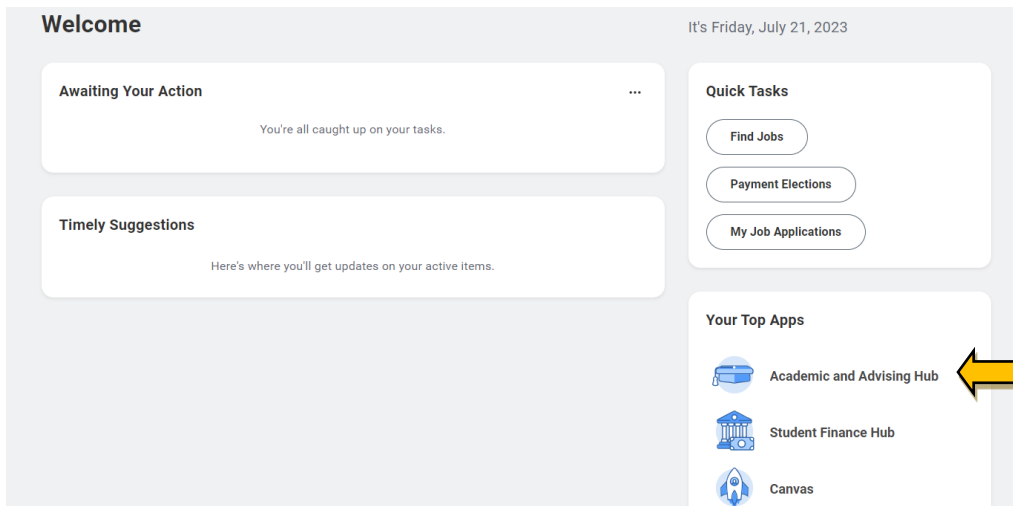 Welcome
It's Friday, July 21, 2023
Awaiting Your Action
You're all caught up on your tasks.
Timely Suggestions
Here's where you'll get updates on your active items.
Quick Tasks
Find Jobs
Payment Elections
My Job Applications
Your Top Apps
Academic and Advising Hub
Student Finance Hub
Canvas